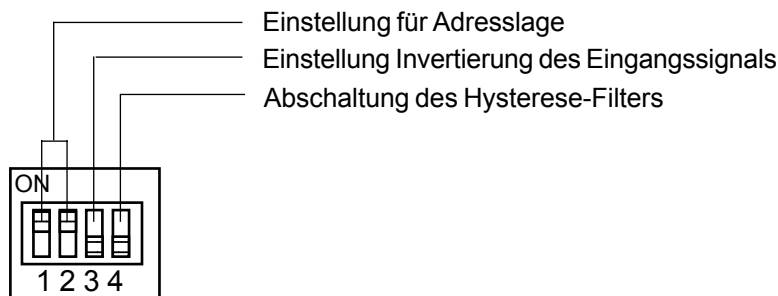 Einstellung für Adresslage
Einstellung Invertierung des Eingangssignals
Abschaltung des Hysterese-Filters
ON
1 2 3 4